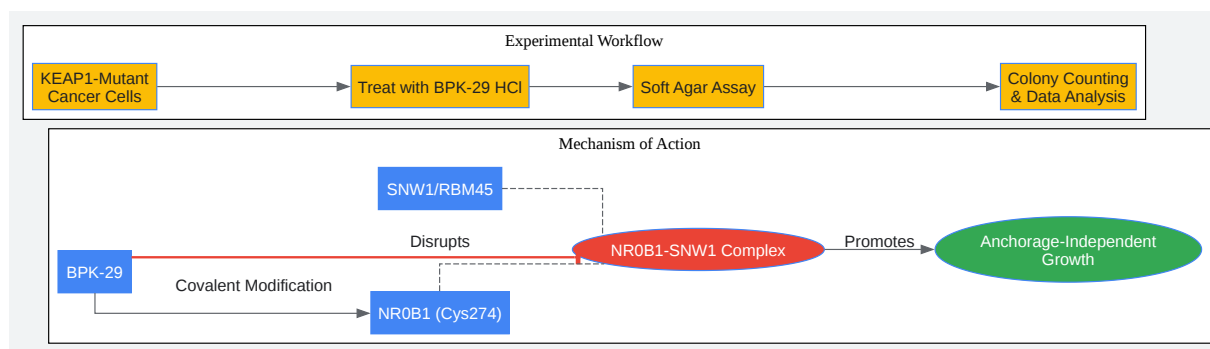 Experimental Workflow
KEAP1-Mutant
Cancer Cells
Treat with BPK-29 HCl
Soft Agar Assay
Colony Counting
& Data Analysis
Mechanism of Action
SNW1/RBM45
Disrupts
NR0B1-SNW1 Complex
Promotes
Anchorage-Independent
Growth
BPK-29
Covalent Modification
NR0B1 (Cys274)